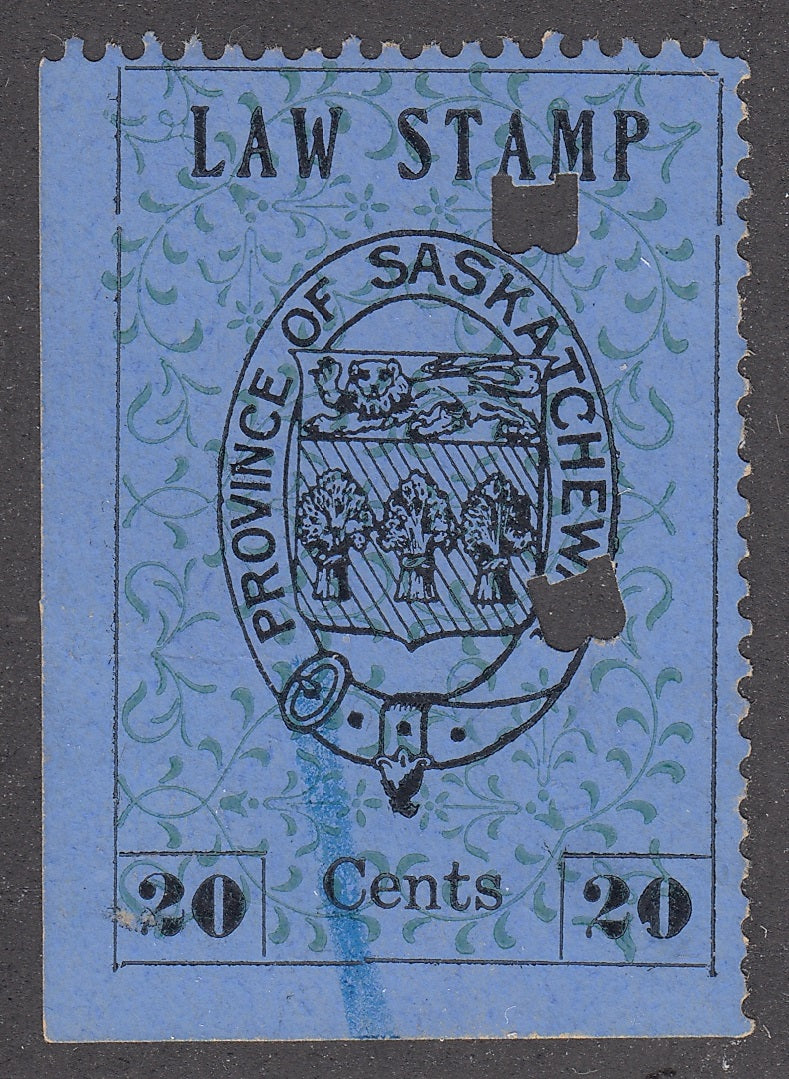 LAW STAMP
PROVINCE OF SASKATCHEW
20 Cents 20